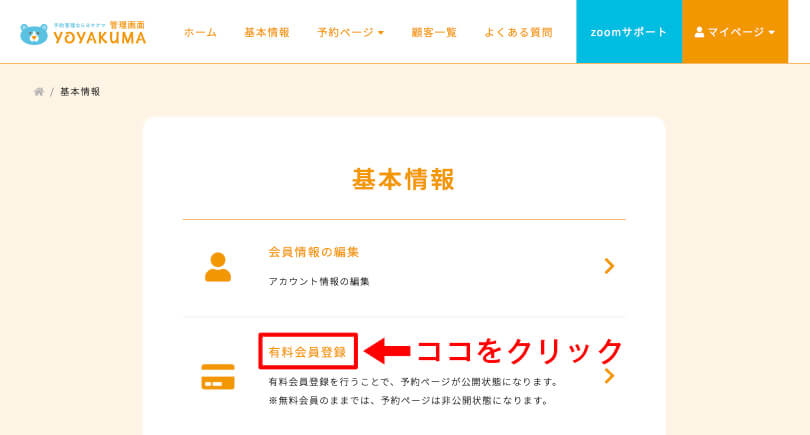 予約管理ならヨヤクマ 管理画面
YOYAKUMA
ホーム 基本情報 予約ページ 顧客一覧 よくある質問 zoomサポート マイページ
/ 基本情報
基本情報
会員情報の編集
アカウント情報の編集
有料会員登録
ココをクリック
有料会員登録を行うことで、予約ページが公開状態になります。
※無料会員のままでは、予約ページは非公開状態になります。